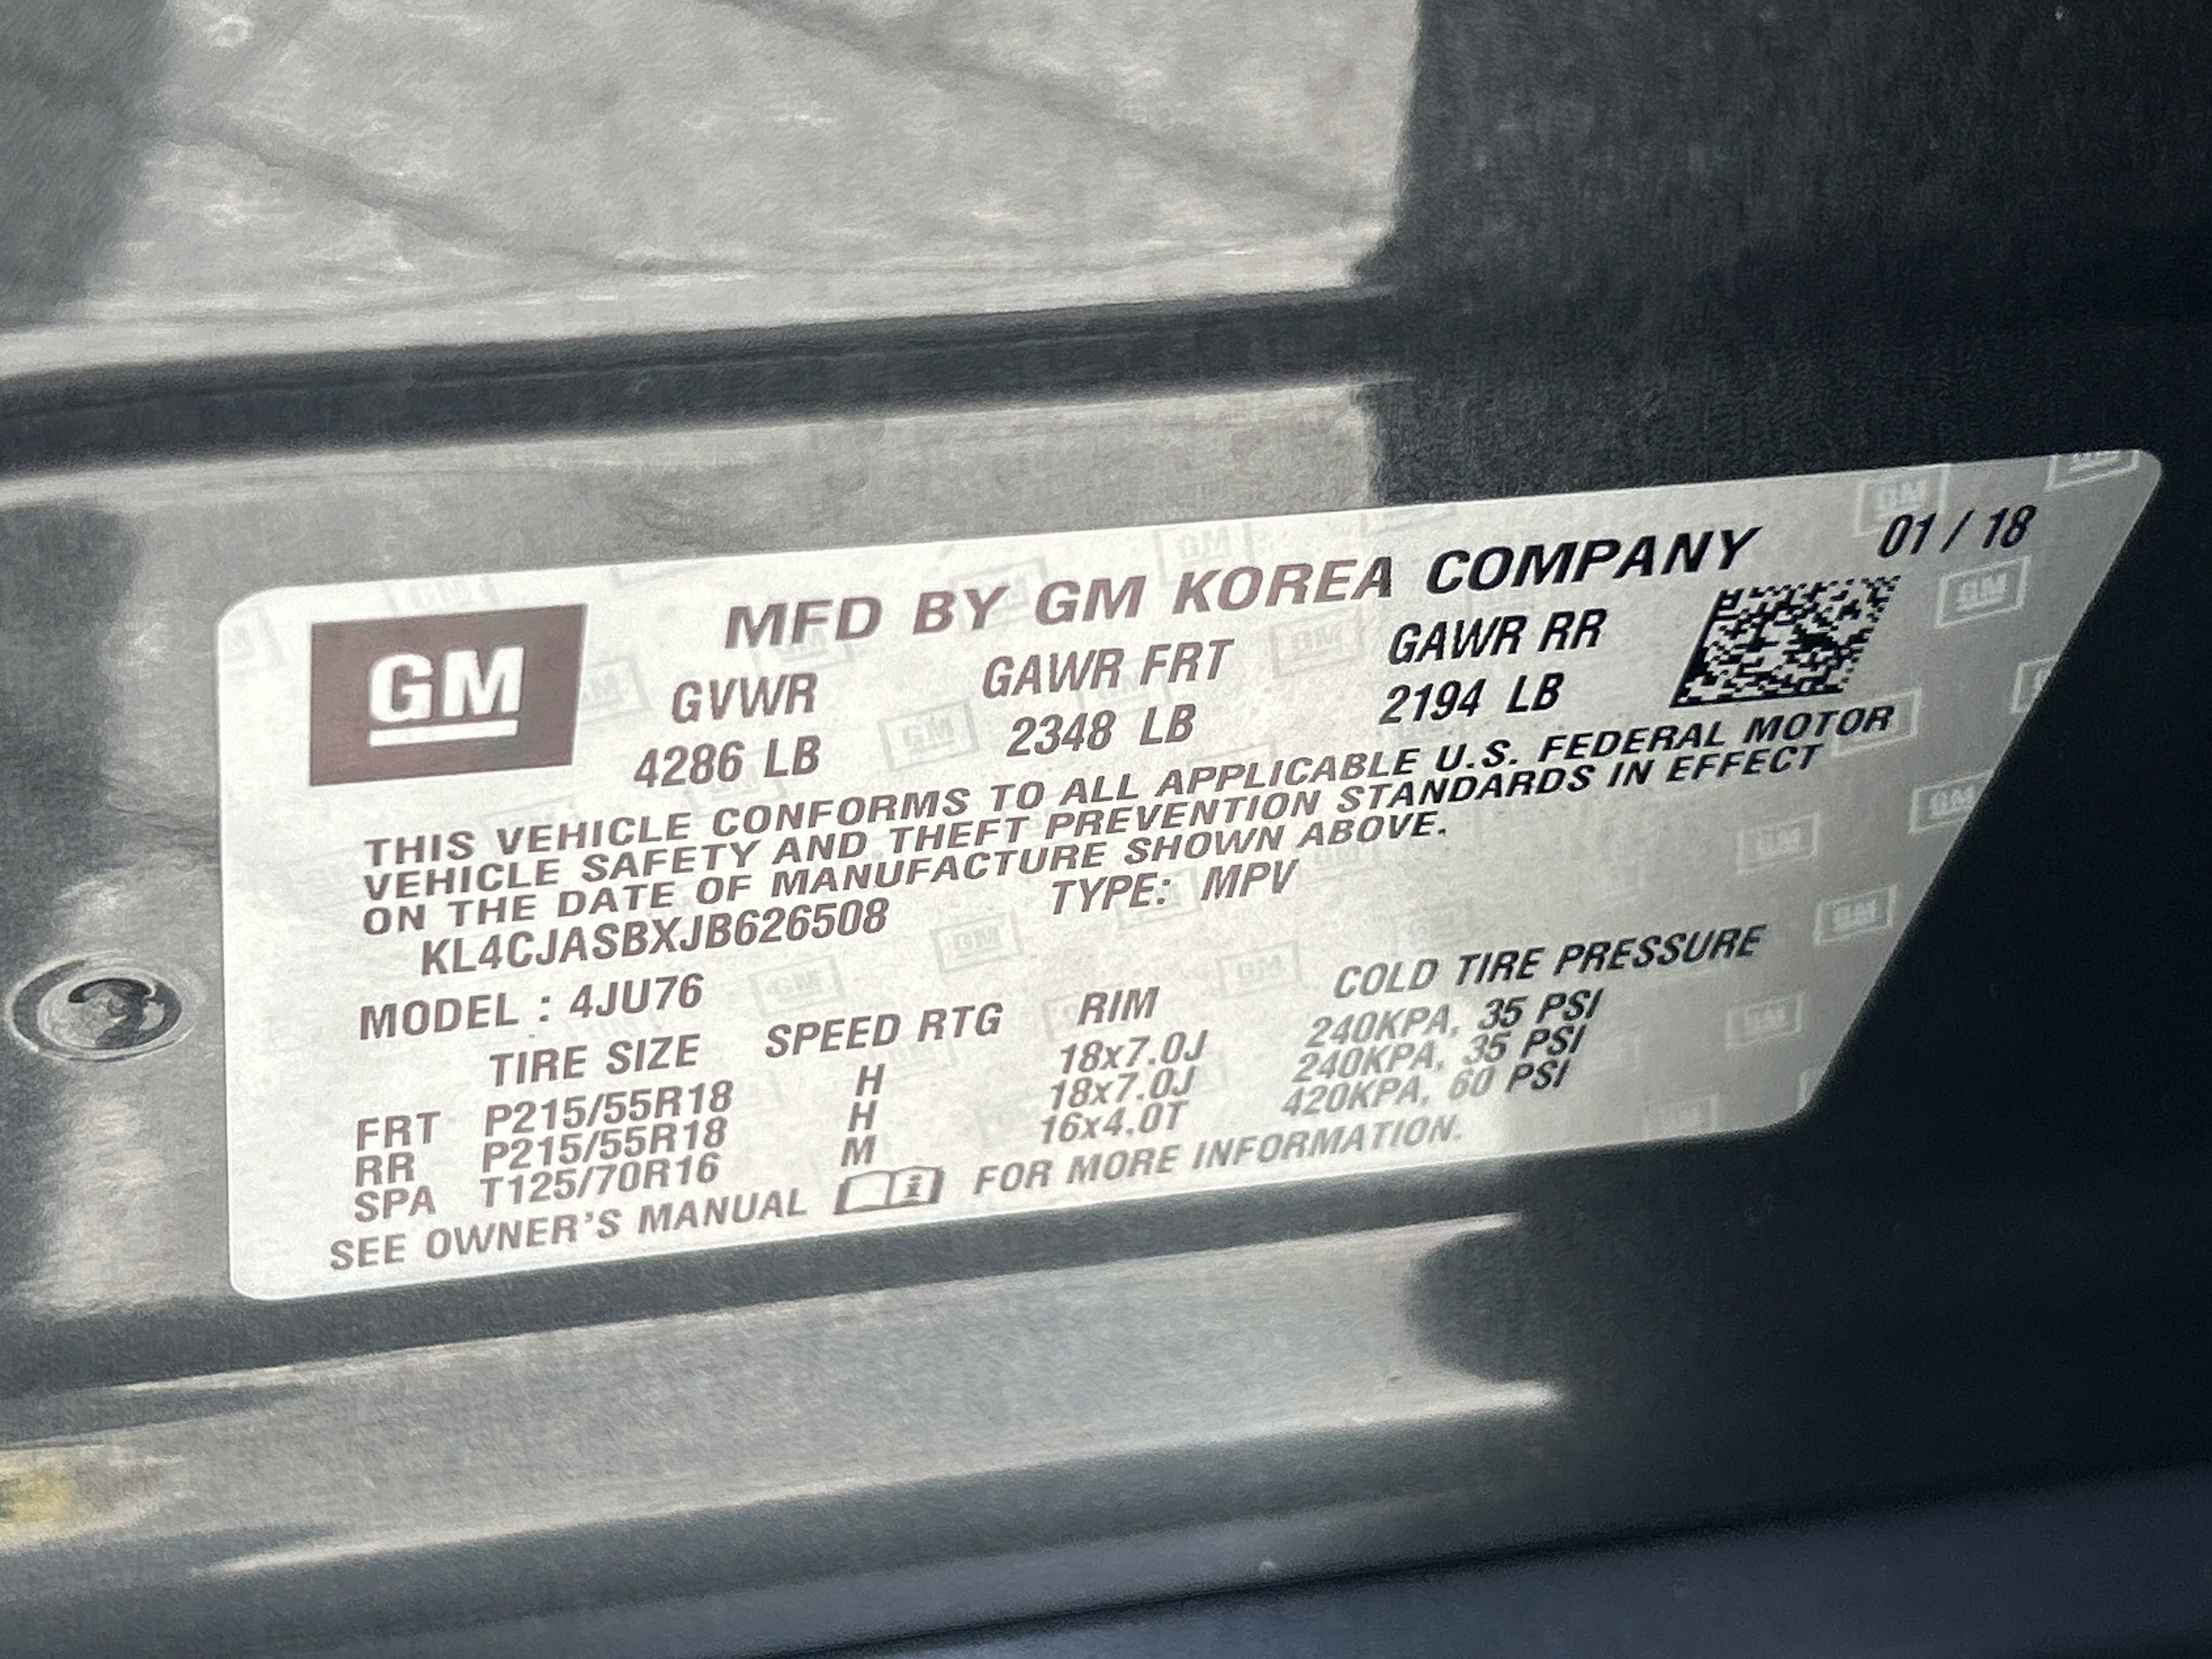 GM
MFD BY GM KOREA COMPANY 01 / 18
GVWR GAWR FRT GAWR RR
4286 LB 2348 LB 2194 LB
THIS VEHICLE CONFORMS TO ALL APPLICABLE U.S. FEDERAL MOTOR
VEHICLE SAFETY AND THEFT PREVENTION STANDARDS IN EFFECT
ON THE DATE OF MANUFACTURE SHOWN ABOVE.
KL4CJASBXJB626508 TYPE: MPV
MODEL : 4JU76
TIRE SIZE SPEED RTG RIM COLD TIRE PRESSURE
FRT P215/55R18 H 18x7.0J 240KPA, 35 PSI
RR P215/55R18 H 18x7.0J 240KPA, 35 PSI
SPA T125/70R16 M 16x4.0T 420KPA, 60 PSI
SEE OWNER'S MANUAL FOR MORE INFORMATION.